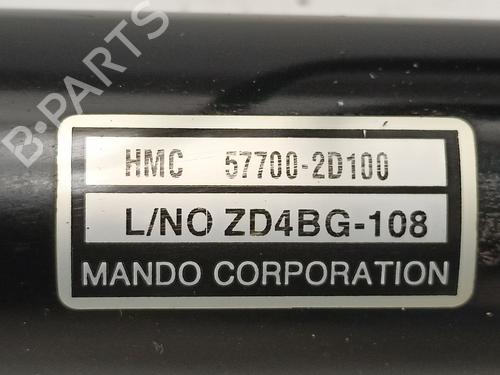 B-PARTS
HMC 57700-2D100
L/NO ZD4BG-108
MANDO CORPORATION